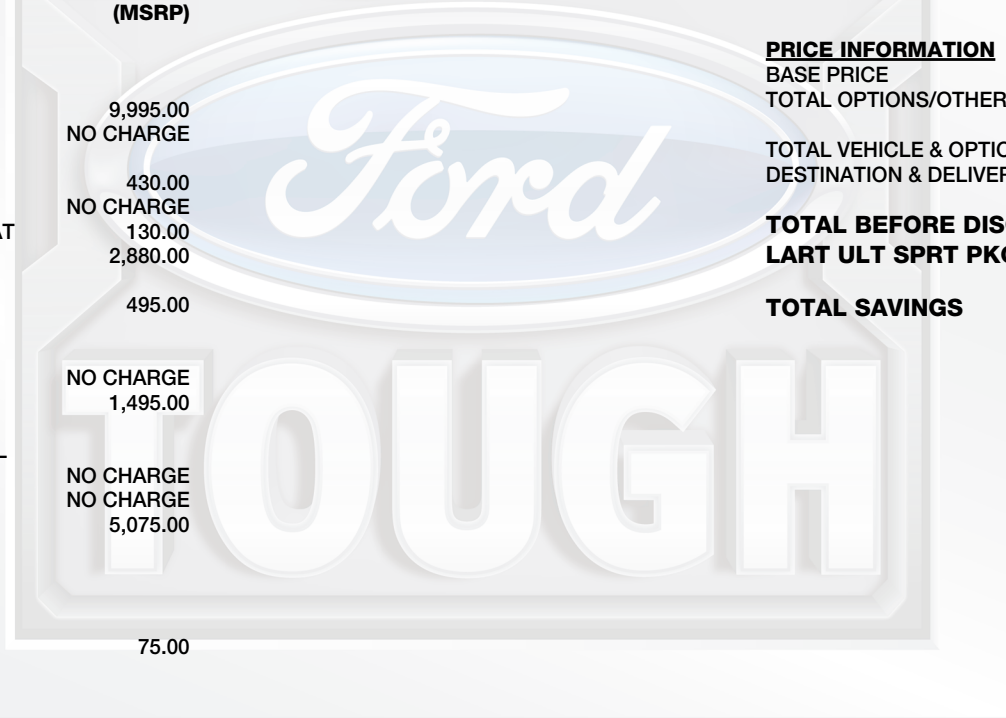 (MSRP)
9,995.00
NO CHARGE
430.00
NO CHARGE
AT 130.00
2,880.00
495.00
NO CHARGE
1,495.00
NO CHARGE
NO CHARGE
5,075.00
75.00
PRICE INFORMATION
BASE PRICE
TOTAL OPTIONS/OTHER
TOTAL VEHICLE & OPTIO
DESTINATION & DELIVER
TOTAL BEFORE DIS
LART ULT SPRT PK
TOTAL SAVINGS
Ford
TOUGH